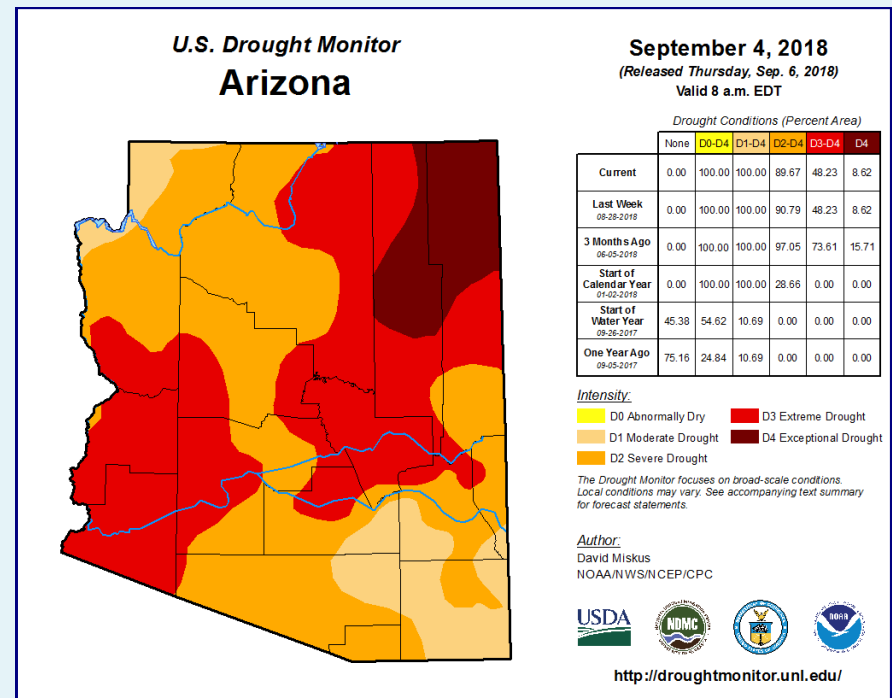 U.S. Drought Monitor
Arizona
September 4, 2018
(Released Thursday, Sep. 6, 2018)
Valid 8 a.m. EDT
Drought Conditions (Percent Area)
None D0-D4 D1-D4 D2-D4 D3-D4 D4
Current 0.00 100.00 100.00 89.67 48.23 8.62
Last Week
08-28-2018 0.00 100.00 100.00 90.79 48.23 8.62
3 Months Ago
06-05-2018 0.00 100.00 100.00 97.05 73.61 15.71
Start of
Calendar Year
01-02-2018 0.00 100.00 100.00 28.66 0.00 0.00
Start of
Water Year
09-26-2017 45.38 54.62 10.69 0.00 0.00 0.00
One Year Ago
09-05-2017 75.16 24.84 10.69 0.00 0.00 0.00
Intensity:
D0 Abnormally Dry D3 Extreme Drought
D1 Moderate Drought D4 Exceptional Drought
D2 Severe Drought
The Drought Monitor focuses on broad-scale conditions.
Local conditions may vary. See accompanying text summary
for forecast statements.
Author:
David Miskus
NOAA/NWS/NCEP/CPC
USDA
NDMC
NOAA
http://droughtmonitor.unl.edu/